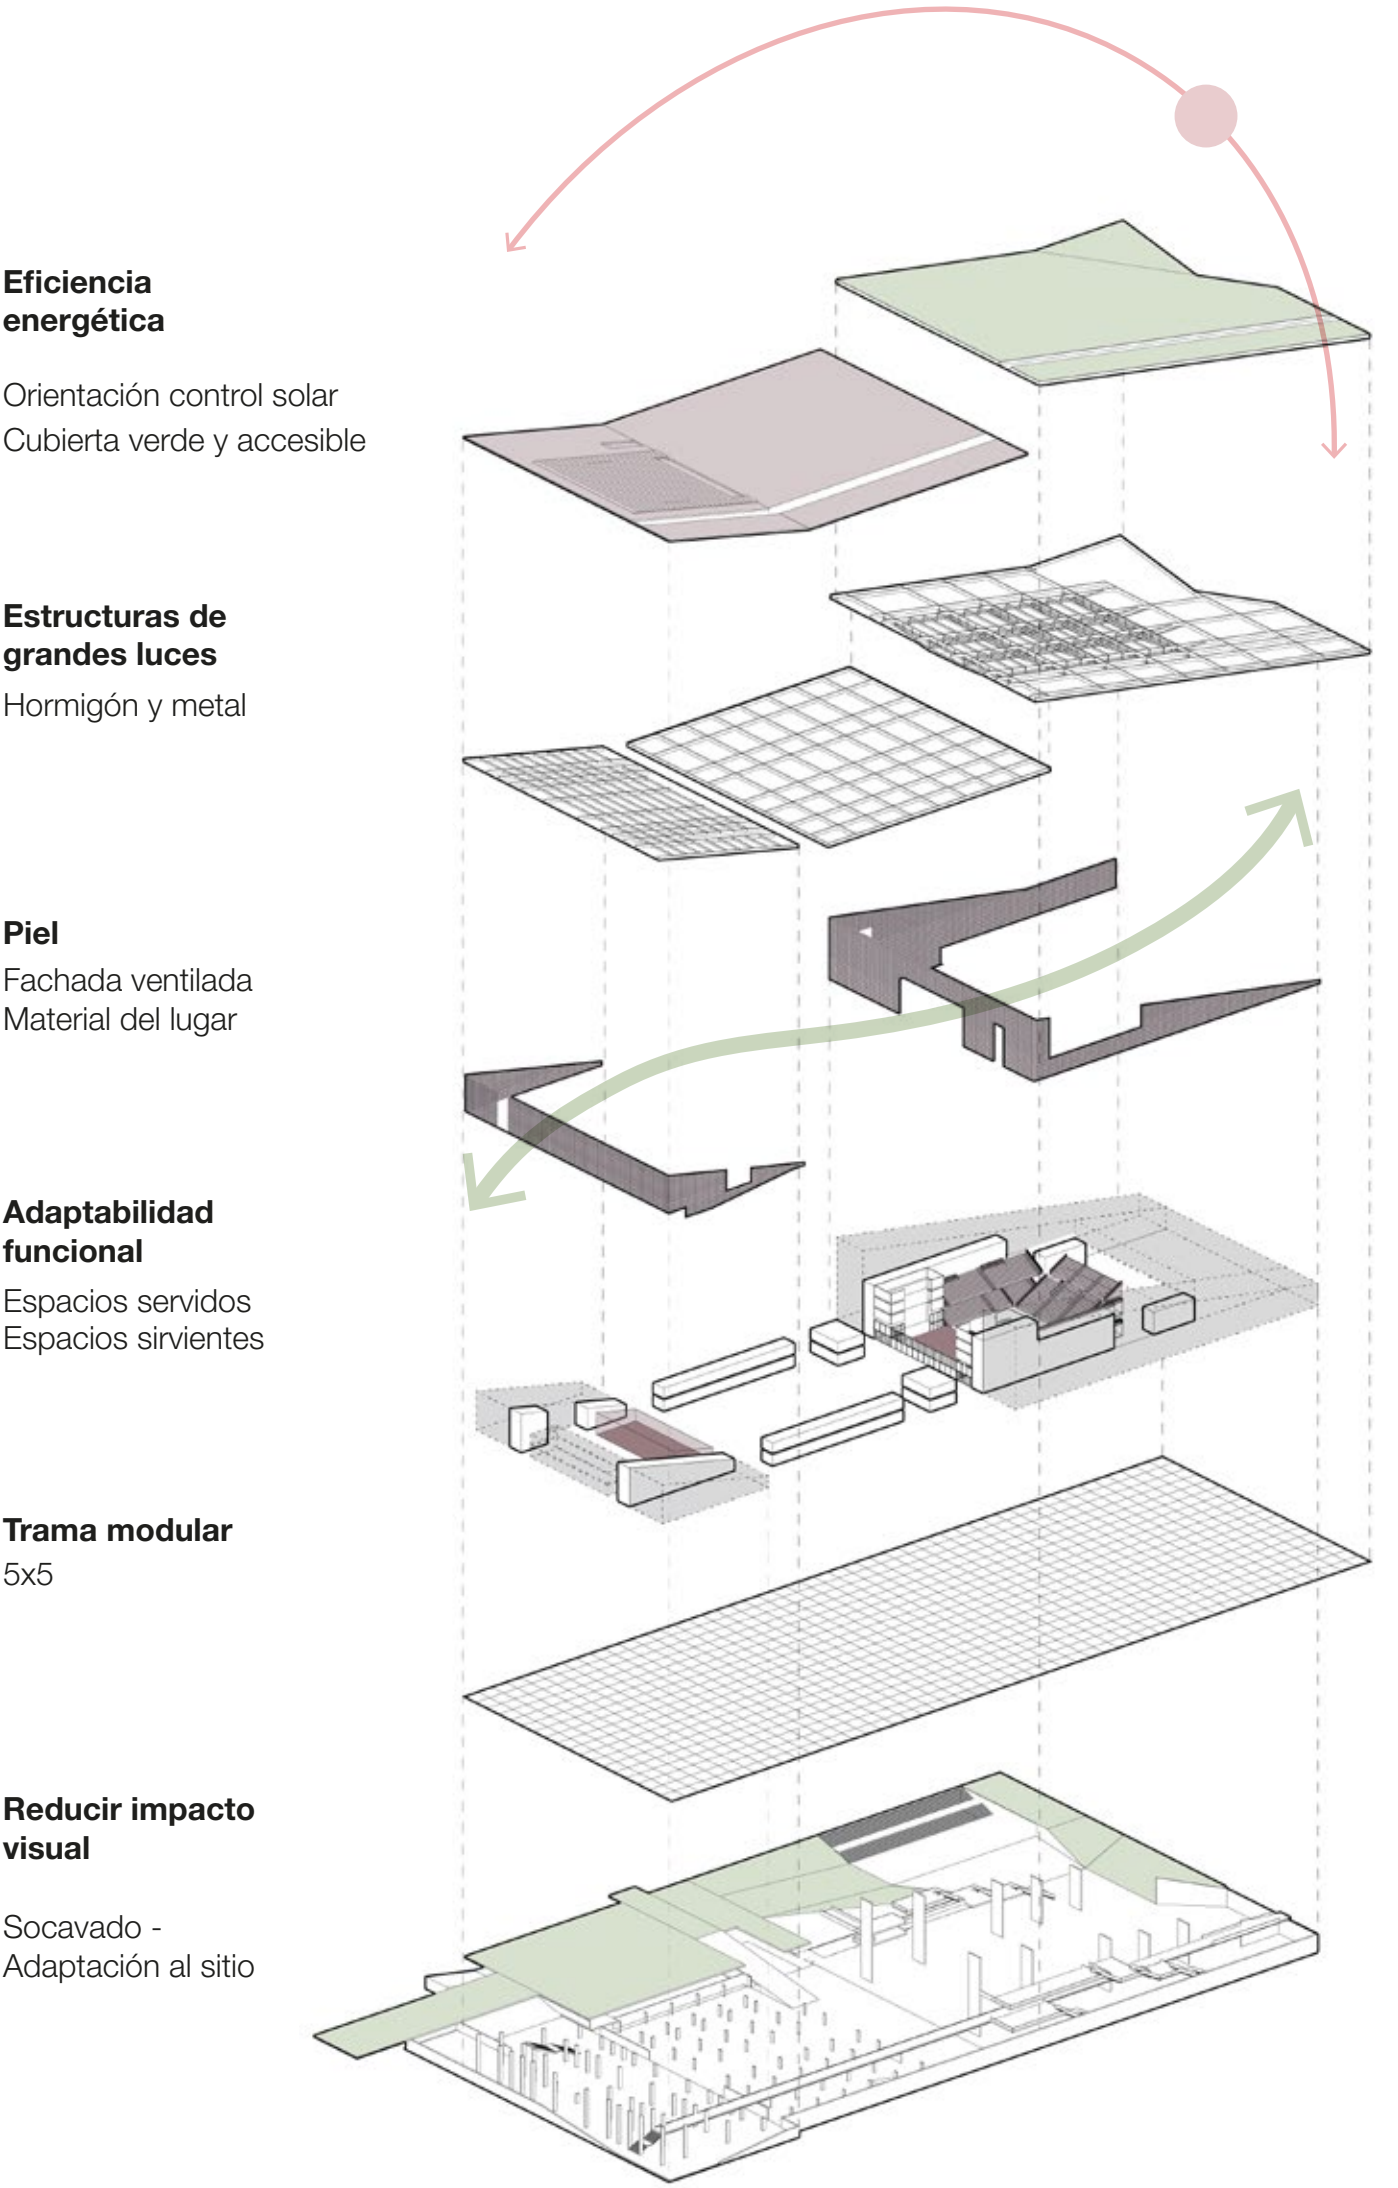 Eficiencia
energética
Orientación control solar
Cubierta verde y accesible
Estructuras de
grandes luces
Hormigón y metal
Piel
Fachada ventilada
Material del lugar
Adaptabilidad
funcional
Espacios servidos
Espacios sirvientes
Trama modular
5x5
Reducir impacto
visual
Socavado -
Adaptación al sitio